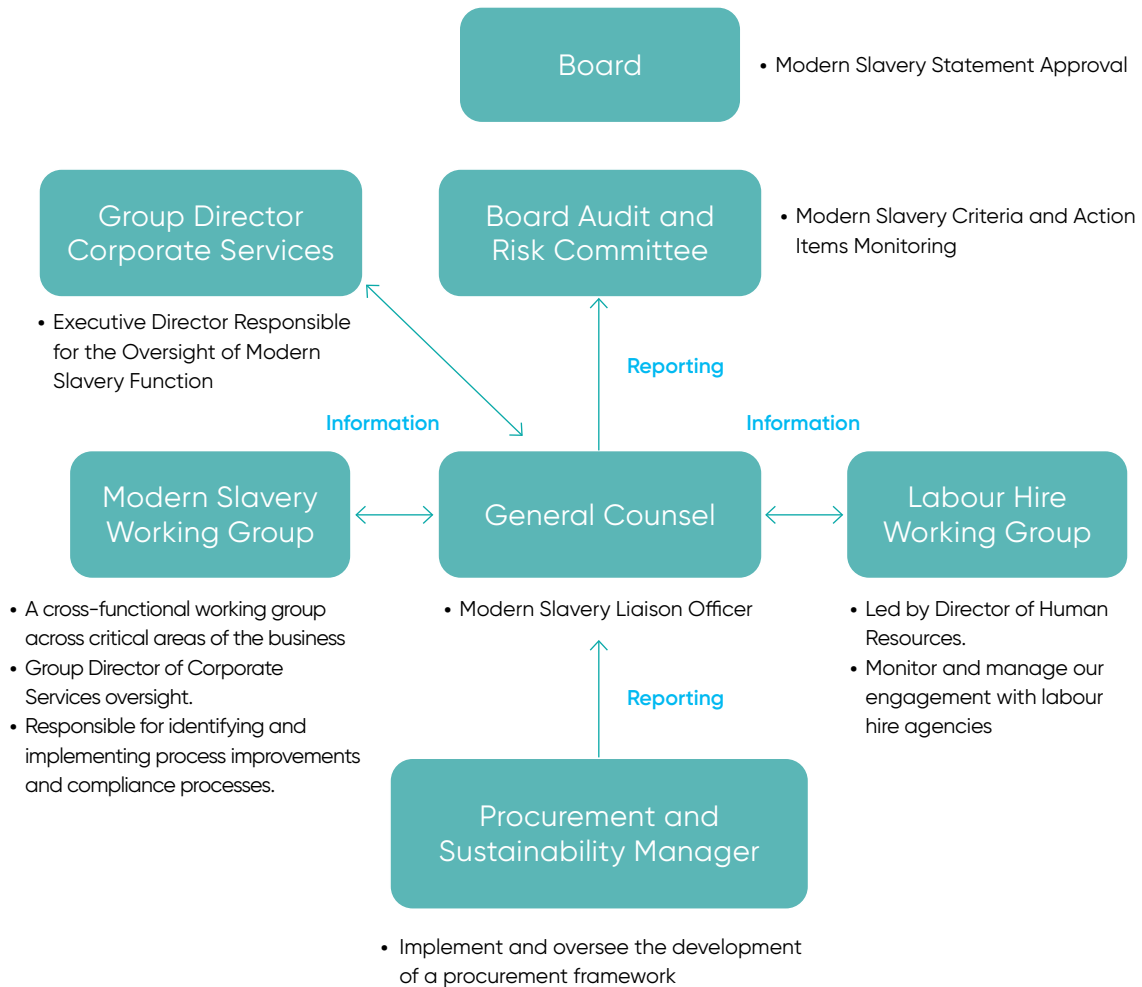 Board
• Modern Slavery Statement Approval
Group Director
Corporate Services
• Executive Director Responsible
for the Oversight of Modern
Slavery Function
Board Audit and
Risk Committee
• Modern Slavery Criteria and Action
Items Monitoring
Reporting
Information
Information
Modern Slavery
Working Group
• A cross-functional working group
across critical areas of the business
• Group Director of Corporate
Services oversight.
• Responsible for identifying and
implementing process improvements
and compliance processes.
General Counsel
• Modern Slavery Liaison Officer
Labour Hire
Working Group
• Led by Director of Human
Resources.
• Monitor and manage our
engagement with labour
hire agencies
Reporting
Procurement and
Sustainability Manager
• Implement and oversee the development
of a procurement framework